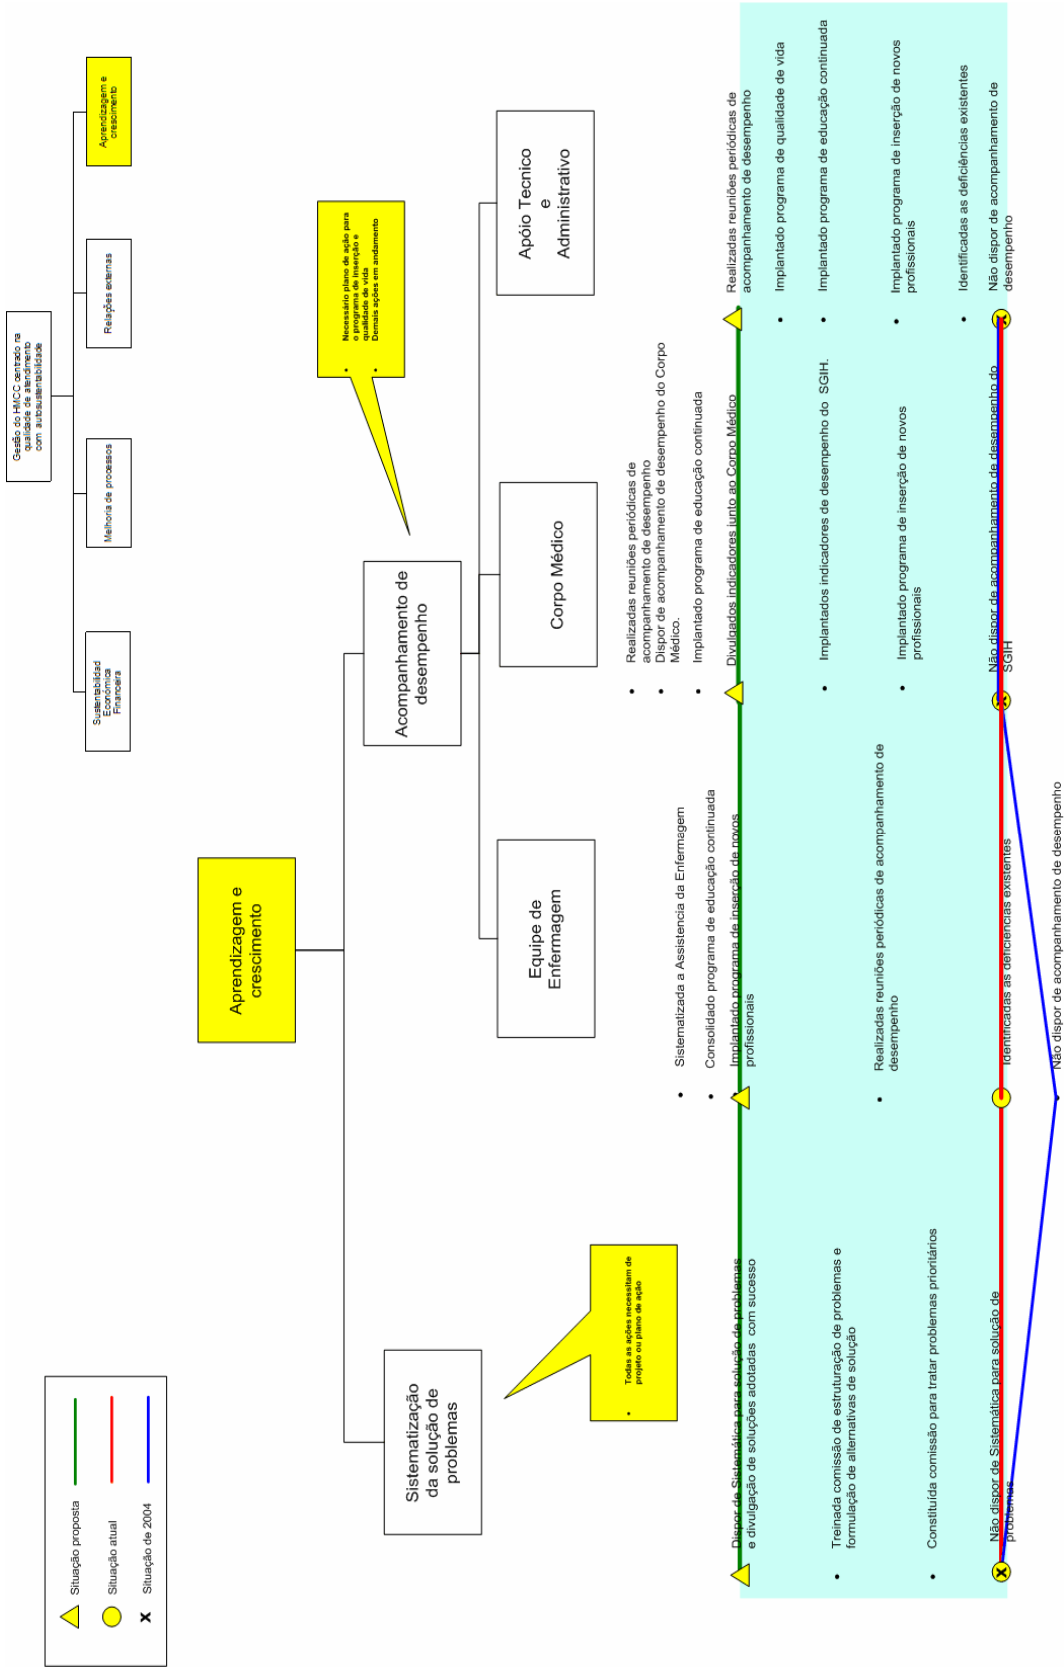 Gestão do HMCC centrado na
qualidade de atendimento
com autosustentabilidade
Sustentabilidad
Económica
Financeira
Melhoria de processos
Relações externas
Aprendizagem e
crescimento
Situação proposta
Situação atual
x Situação de 2004
Aprendizagem e
crescimento
Sistematização
da solução de
problemas
Acompanhamento de
desempenho
• Todas as ações necessitam de
projeto ou plano de ação
• Necessário plano de ação para
o programa de inserção e
qualidade de vida
• Demais ações em andamento
Equipe de
Enfermagem
Corpo Médico
Apóio Tecnico
e
Administrativo
Dispor de Sistemática para solução de problemas
e divulgação de soluções adotadas com sucesso
• Treinada comissão de estruturação de problemas e
formulação de alternativas de solução
• Constituída comissão para tratar problemas prioritários
Não dispor de Sistemática para solução de
problemas
• Sistematizada a Assistencia da Enfermagem
• Consolidado programa de educação continuada
• Implantado programa de inserção de novos
profissionais
• Realizadas reuniões periódicas de acompanhamento de
desempenho
Identificadas as deficiencias existentes
• Não dispor de acompanhamento de desempenho
• Realizadas reuniões periódicas de
acompanhamento de desempenho
• Dispor de acompanhamento de desempenho do Corpo
Médico.
• Implantado programa de educação continuada
Divulgados indicadores junto ao Corpo Médico
• Implantados indicadores de desempenho do SGIH.
• Implantado programa de inserção de novos
profissionais
Não dispor de acompanhamento de desempenho do
SGIH
Realizadas reuniões periódicas de
acompanhamento de desempenho
• Implantado programa de qualidade de vida
• Implantado programa de educação continuada
• Implantado programa de inserção de novos
profissionais
• Identificadas as deficiências existentes
Não dispor de acompanhamento de
desempenho